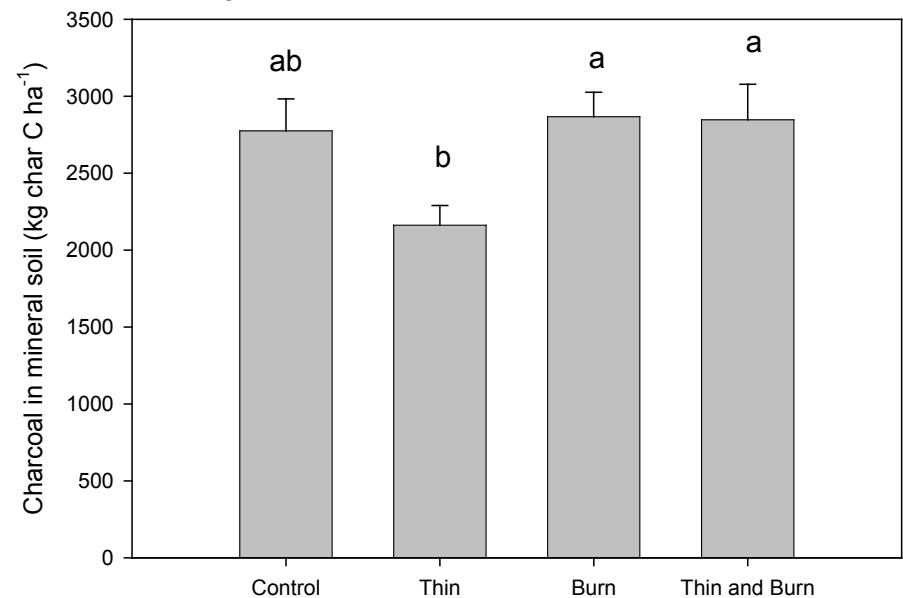 Charcoal in mineral soil (kg char C ha⁻¹)
3500
3000
2500
2000
1500
1000
500
0
ab
b
a
a
Control
Thin
Burn
Thin and Burn